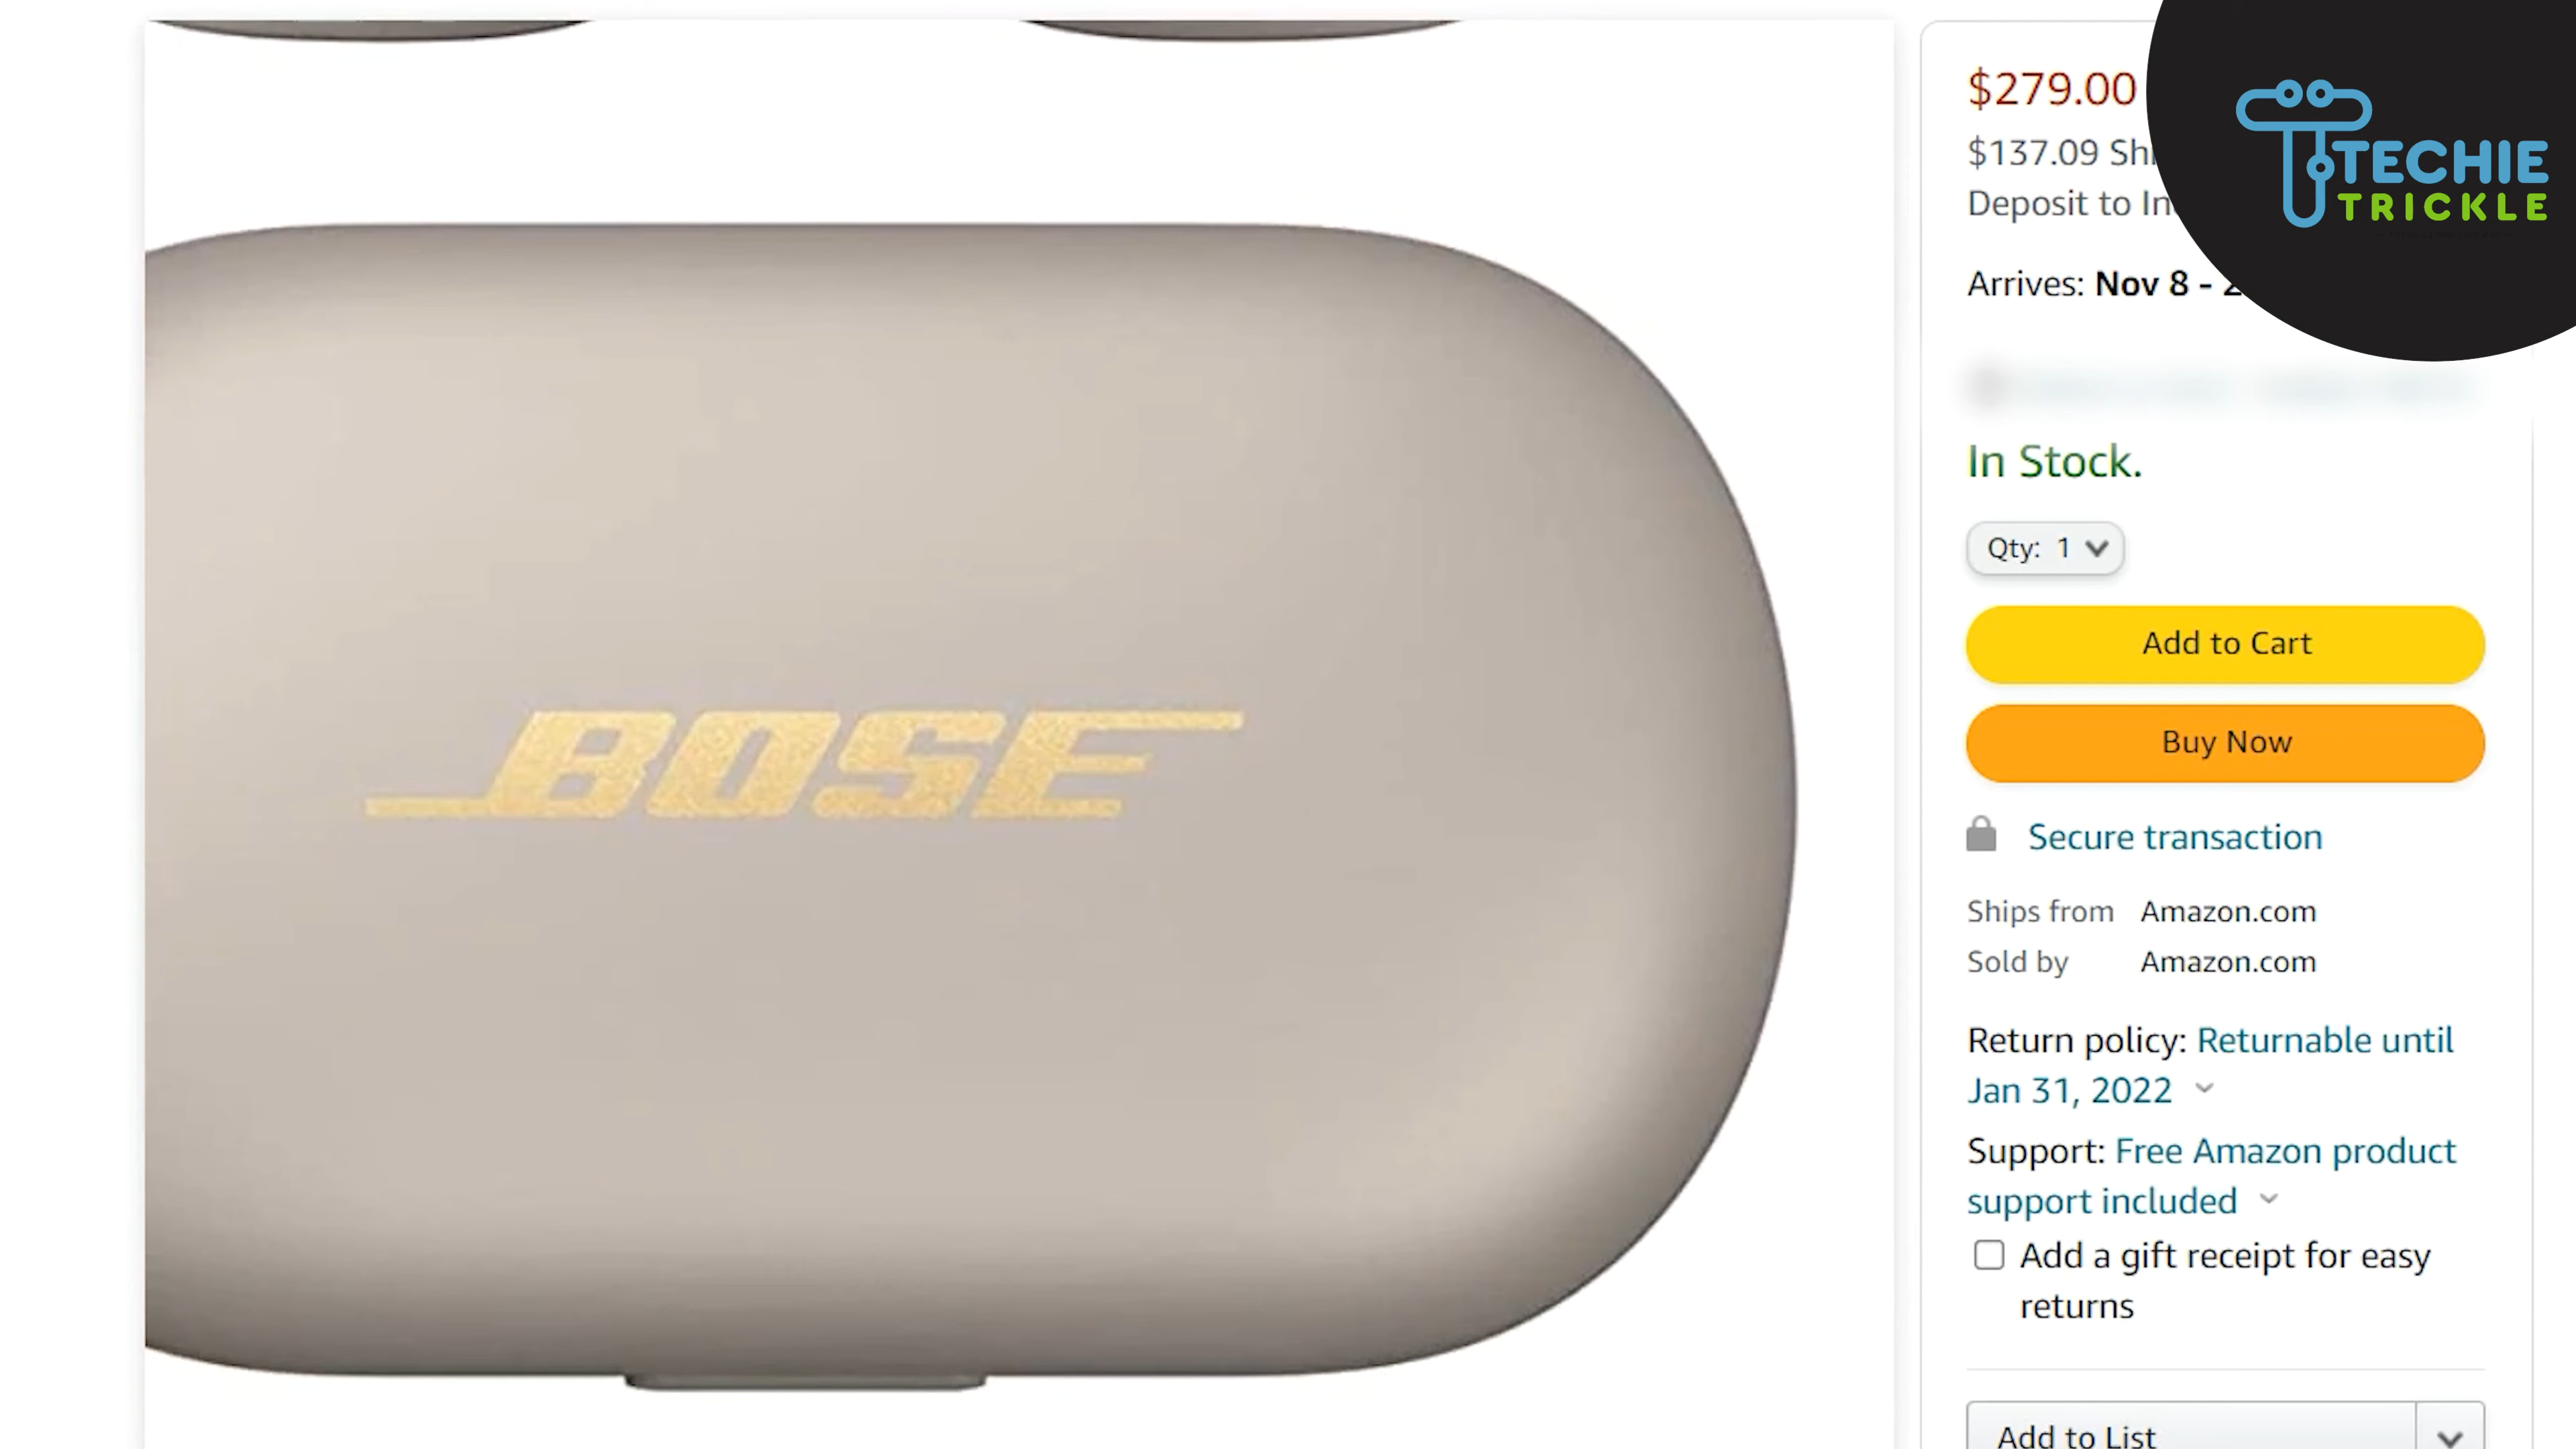 BOSE
$279.00
$137.09
Deposit to
Arrives: Nov 8 -
In Stock.
Qty: 1
Add to Cart
Buy Now
Secure transaction
Ships from Amazon.com
Sold by Amazon.com
Return policy: Returnable until
Jan 31, 2022
Support: Free Amazon product
support included
Add a gift receipt for easy
returns
Add to List
TECHIE
TRICKLE